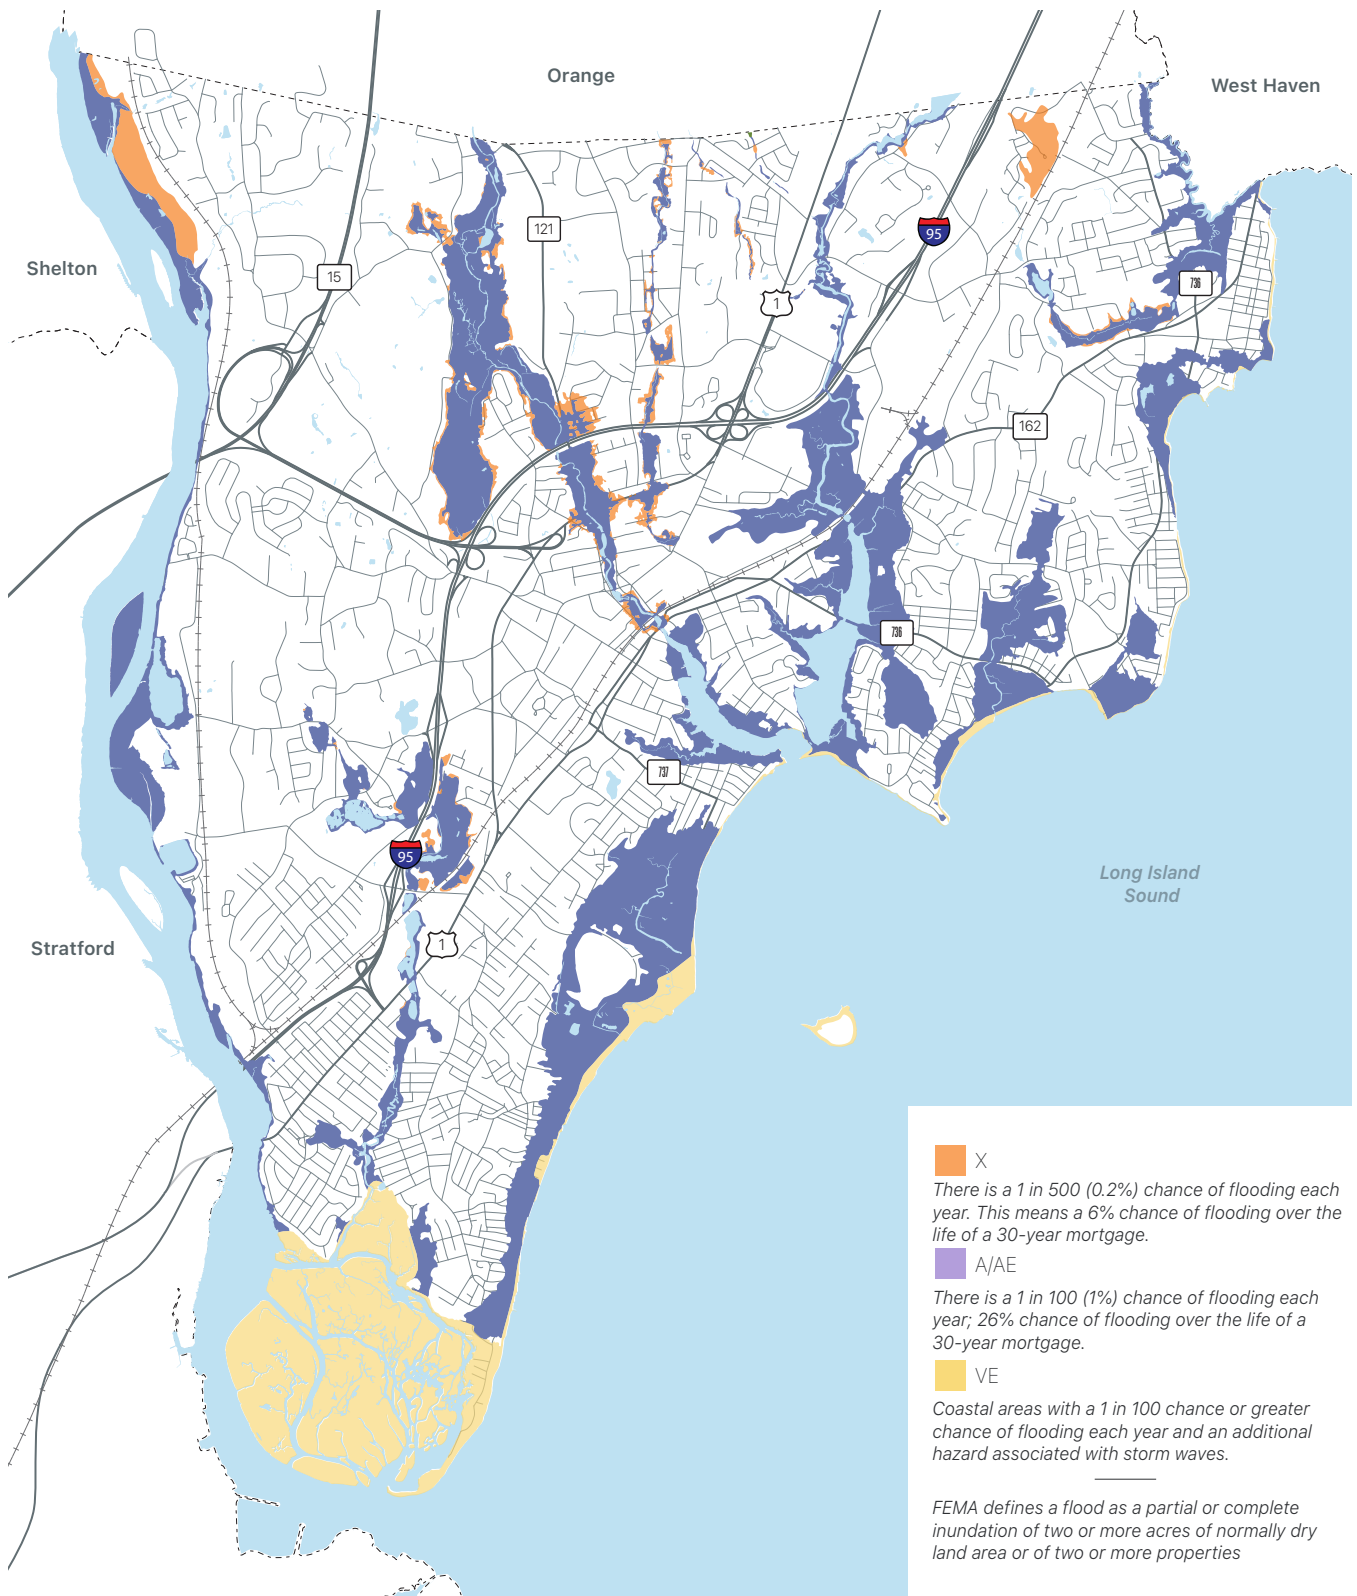 Orange
West Haven
121
95
Shelton
15
736
1
162
736
737
95
Long Island
Sound
Stratford
1
X
There is a 1 in 500 (0.2%) chance of flooding each
year. This means a 6% chance of flooding over the
life of a 30-year mortgage.
A/AE
There is a 1 in 100 (1%) chance of flooding each
year; 26% chance of flooding over the life of a
30-year mortgage.
VE
Coastal areas with a 1 in 100 chance or greater
chance of flooding each year and an additional
hazard associated with storm waves.
FEMA defines a flood as a partial or complete
inundation of two or more acres of normally dry
land area or of two or more properties